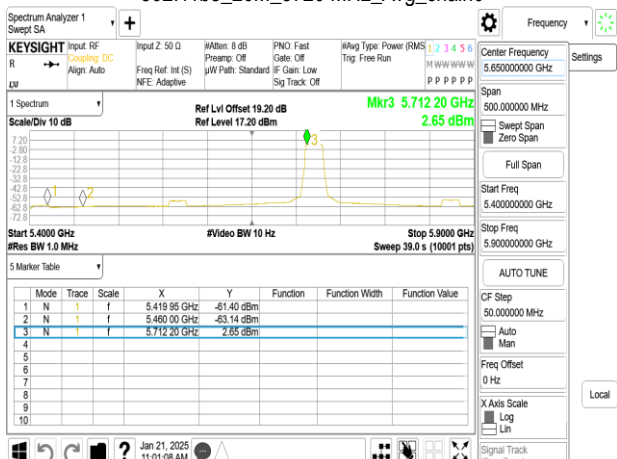 Spectrum Analyzer 1
Swept SA
+
Frequency
KEYSIGHT
R
Input: RF
Coupling: DC
Align: Auto
Input Z: 50 Ω
Freq Ref: Int (S)
NFE: Adaptive
#Atten: 8 dB
Preamp: Off
µW Path: Standard
PNO: Fast
Gate: Off
IF Gain: Low
Sig Track: Off
#Avg Type: Power (RMS
Trig: Free Run
1 2 3 4 5 6
M W W W W W
P P P P P P
1 Spectrum
Scale/Div 10 dB
Ref Lvl Offset 19.20 dB
Ref Level 17.20 dBm
Mkr3 5.712 20 GHz
2.65 dBm
7.20
-2.80
-12.8
-22.8
-32.8
-42.8
-52.8
-62.8
-72.8
1
2
3
Start 5.4000 GHz
#Res BW 1.0 MHz
#Video BW 10 Hz
Stop 5.9000 GHz
Sweep 39.0 s (10001 pts)
5 Marker Table
Mode Trace Scale X Y Function Function Width Function Value
1 N 1 f 5.419 95 GHz -61.40 dBm
2 N 1 f 5.460 00 GHz -63.14 dBm
3 N 1 f 5.712 20 GHz 2.65 dBm
4
5
6
7
8
9
10
Jan 21, 2025
11:01:08 AM
Center Frequency
5.650000000 GHz
Settings
Span
500.000000 MHz
Swept Span
Zero Span
Full Span
Start Freq
5.400000000 GHz
Stop Freq
5.900000000 GHz
AUTO TUNE
CF Step
50.000000 MHz
Auto
Man
Freq Offset
0 Hz
X Axis Scale
Log
Lin
Local
Signal Track